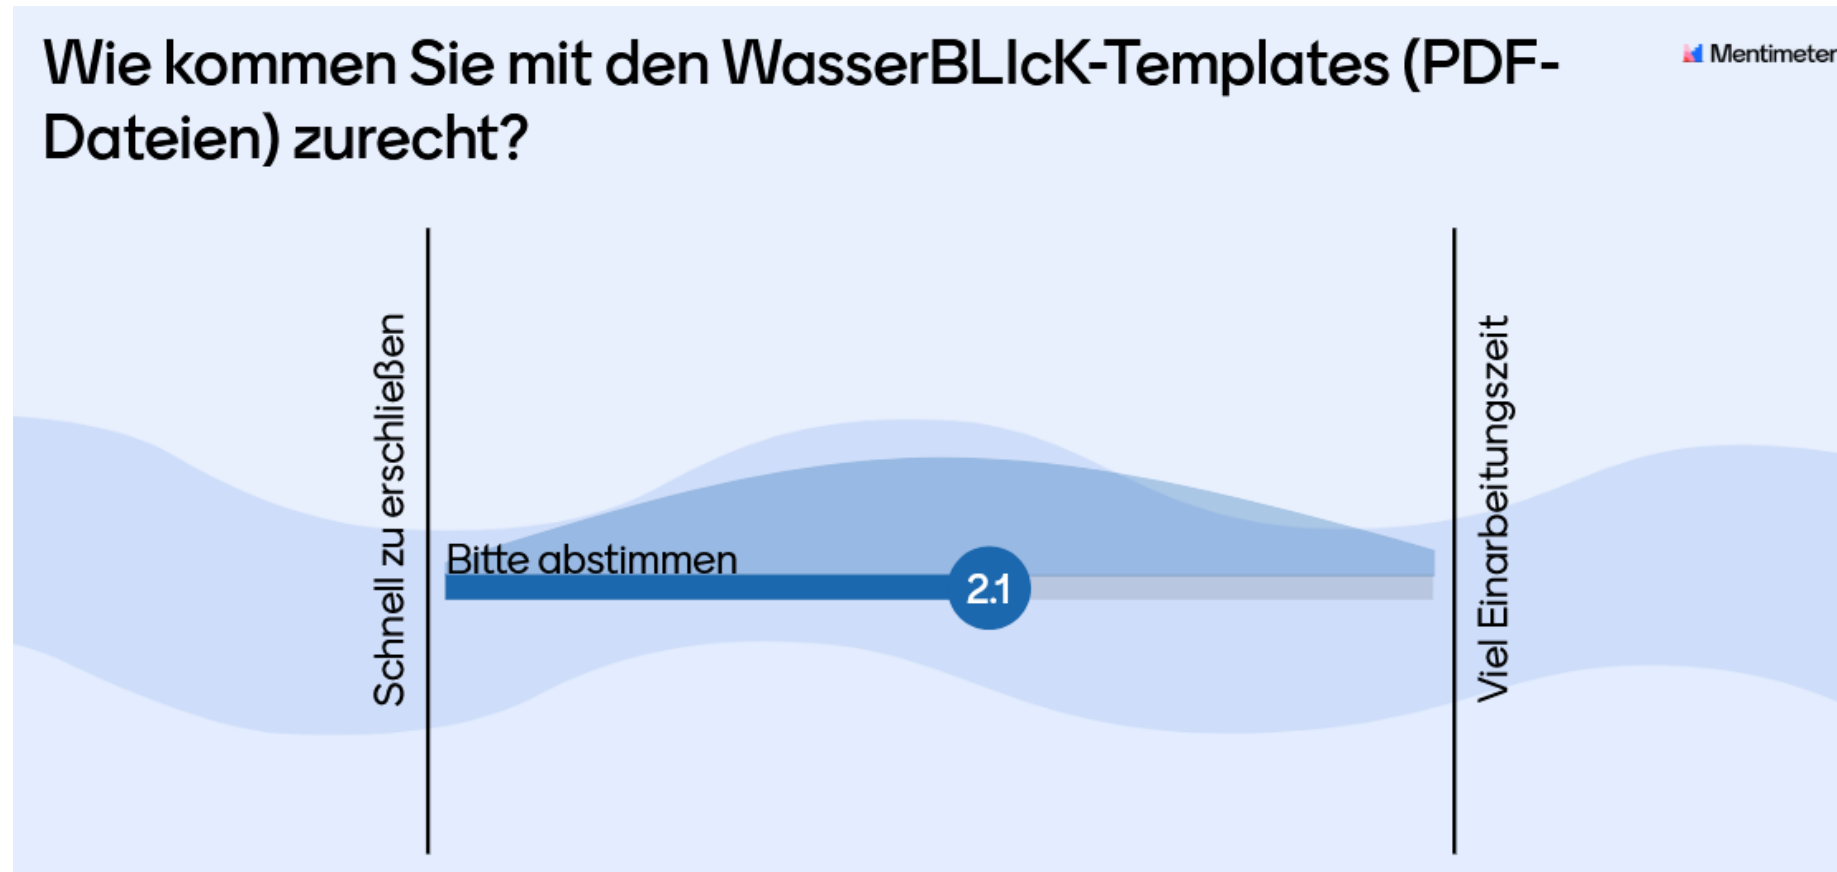 Wie kommen Sie mit den WasserBLIcK-Templates (PDF-
Dateien) zurecht?
Mentimeter
Schnell zu erschließen
Bitte abstimmen
2.1
Viel Einarbeitungszeit